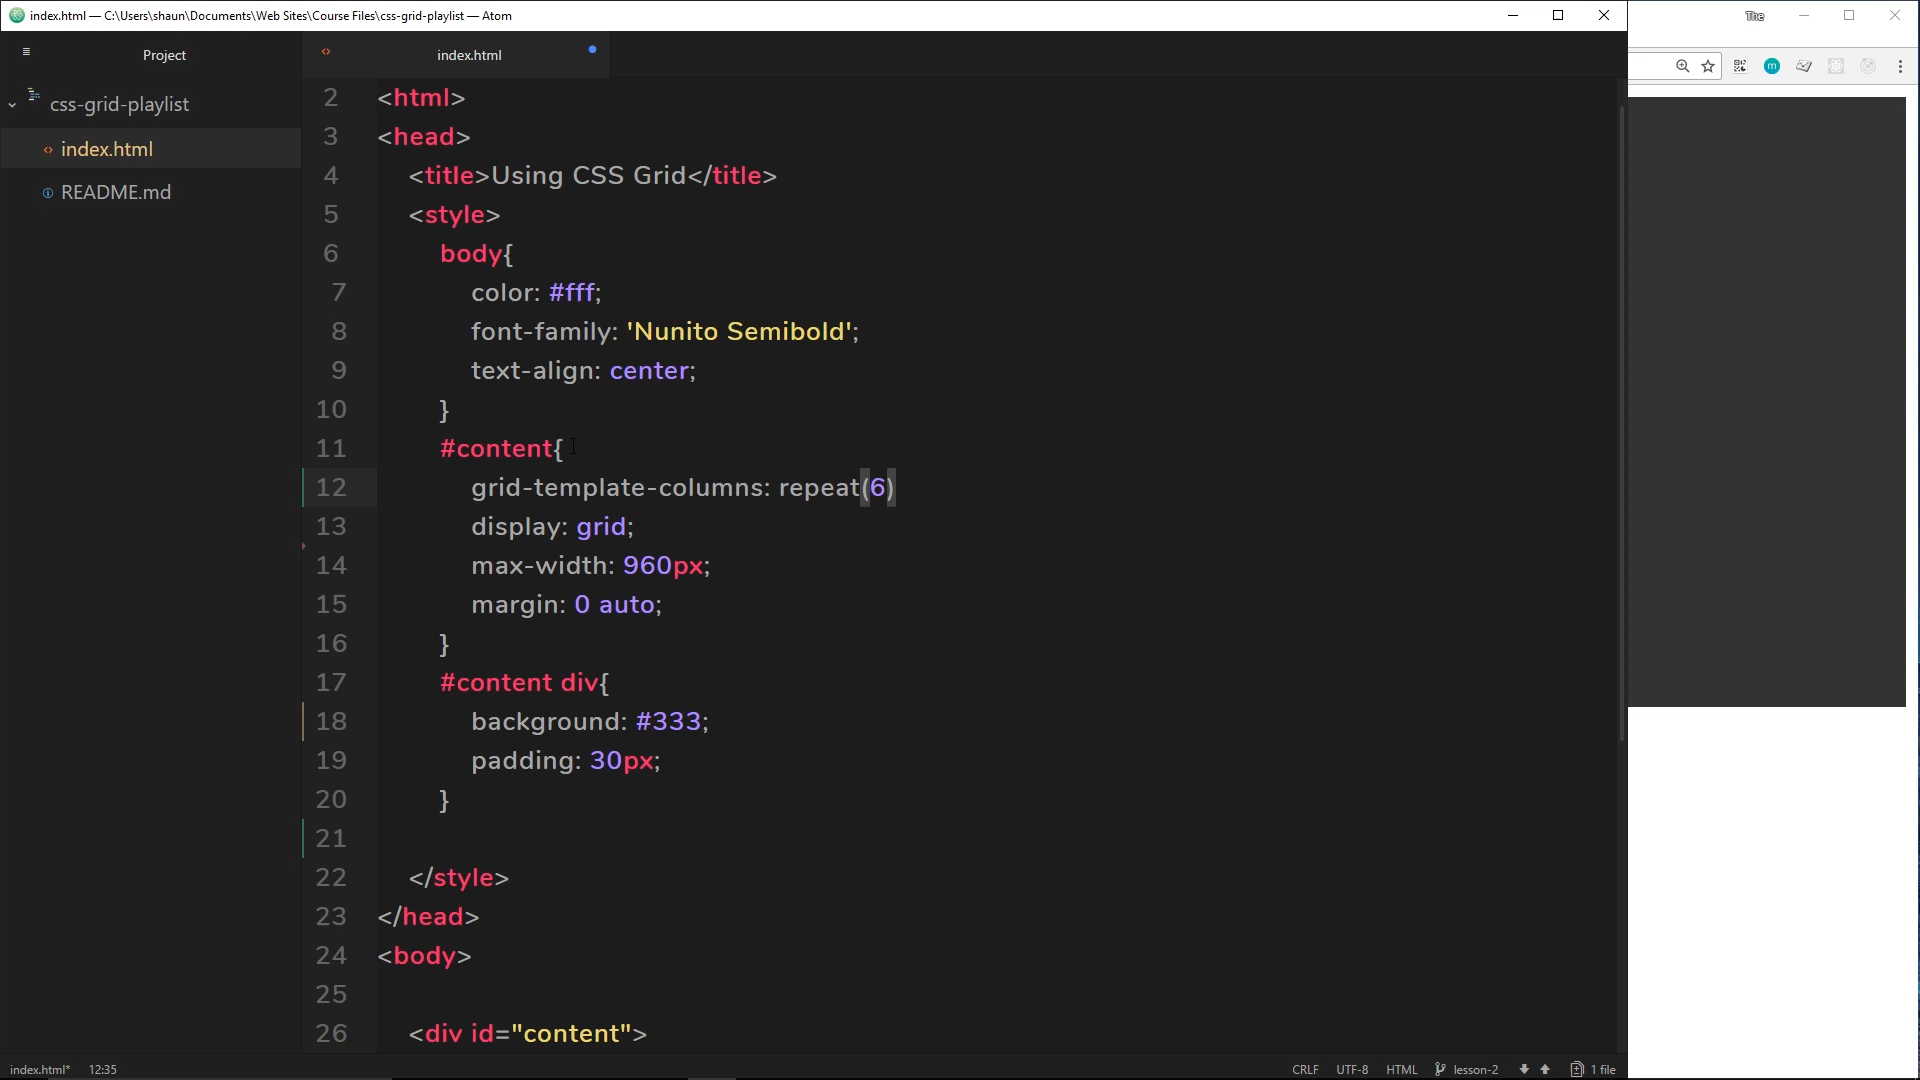 index.html — C:\Users\shaun\Documents\Web Sites\Course Files\css-grid-playlist — Atom
The
Project
index.html
css-grid-playlist
index.html
README.md
2 <html>
3 <head>
4 <title>Using CSS Grid</title>
5 <style>
6 body{
7 color: #fff;
8 font-family: 'Nunito Semibold';
9 text-align: center;
10 }
11 #content{
12 grid-template-columns: repeat(6)
13 display: grid;
14 max-width: 960px;
15 margin: 0 auto;
16 }
17 #content div{
18 background: #333;
19 padding: 30px;
20 }
21
22 </style>
23 </head>
24 <body>
25
26 <div id="content">
index.html* 12:35 CRLF UTF-8 HTML lesson-2 1 file